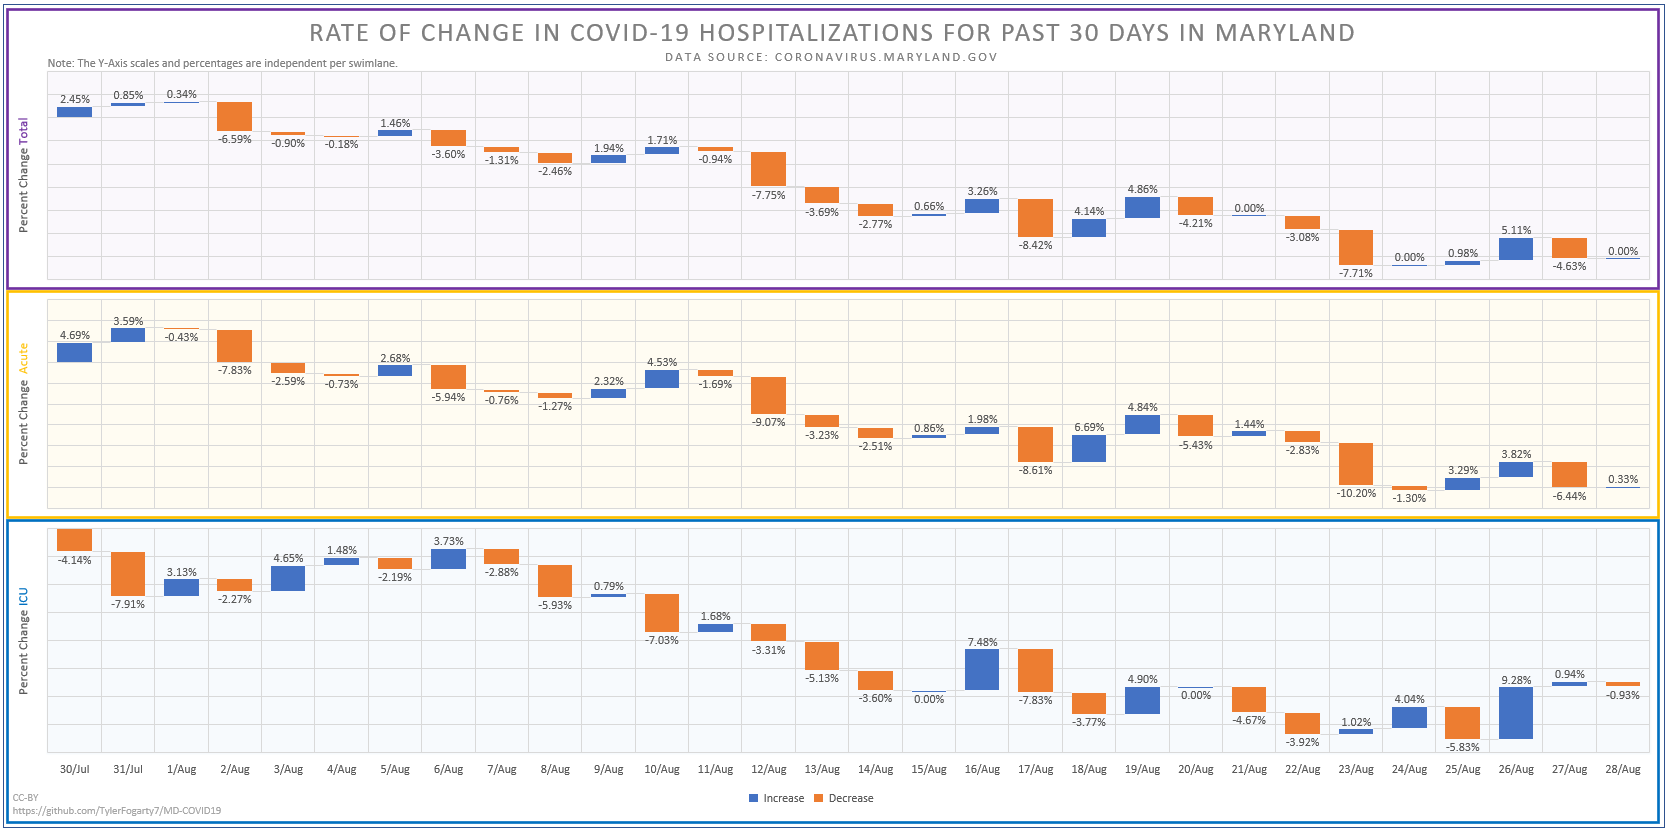 RATE OF CHANGE IN COVID-19 HOSPITALIZATIONS FOR PAST 30 DAYS IN MARYLAND
DATA SOURCE: CORONAVIRUS.MARYLAND.GOV
Note: The Y-Axis scales and percentages are independent per swimlane.
Percent Change Total
2.45% 0.85% 0.34% -6.59% -0.90% -0.18% 1.46% -3.60% -1.31% -2.46% 1.94% 1.71% -0.94% -7.75% -3.69% -2.77% 0.66% 3.26% -8.42% 4.14% 4.86% -4.21% 0.00% -3.08% -7.71% 0.00% 0.98% 5.11% -4.63% 0.00%
Percent Change Acute
4.69% 3.59% -0.43% -7.83% -2.59% -0.73% 2.68% -5.94% -0.76% -1.27% 2.32% 4.53% -1.69% -9.07% -3.23% -2.51% 0.86% 1.98% -8.61% 6.69% 4.84% -5.43% 1.44% -2.83% -10.20% -1.30% 3.29% 3.82% -6.44% 0.33%
Percent Change ICU
-4.14% -7.91% 3.13% -2.27% 4.65% 1.48% -2.19% 3.73% -2.88% -5.93% 0.79% -7.03% 1.68% -3.31% -5.13% -3.60% 0.00% 7.48% -7.83% -3.77% 4.90% 0.00% -4.67% -3.92% 1.02% 4.04% -5.83% 9.28% 0.94% -0.93%
30/Jul 31/Jul 1/Aug 2/Aug 3/Aug 4/Aug 5/Aug 6/Aug 7/Aug 8/Aug 9/Aug 10/Aug 11/Aug 12/Aug 13/Aug 14/Aug 15/Aug 16/Aug 17/Aug 18/Aug 19/Aug 20/Aug 21/Aug 22/Aug 23/Aug 24/Aug 25/Aug 26/Aug 27/Aug 28/Aug
Increase Decrease
CC-BY
https://github.com/TylerFogarty7/MD-COVID19